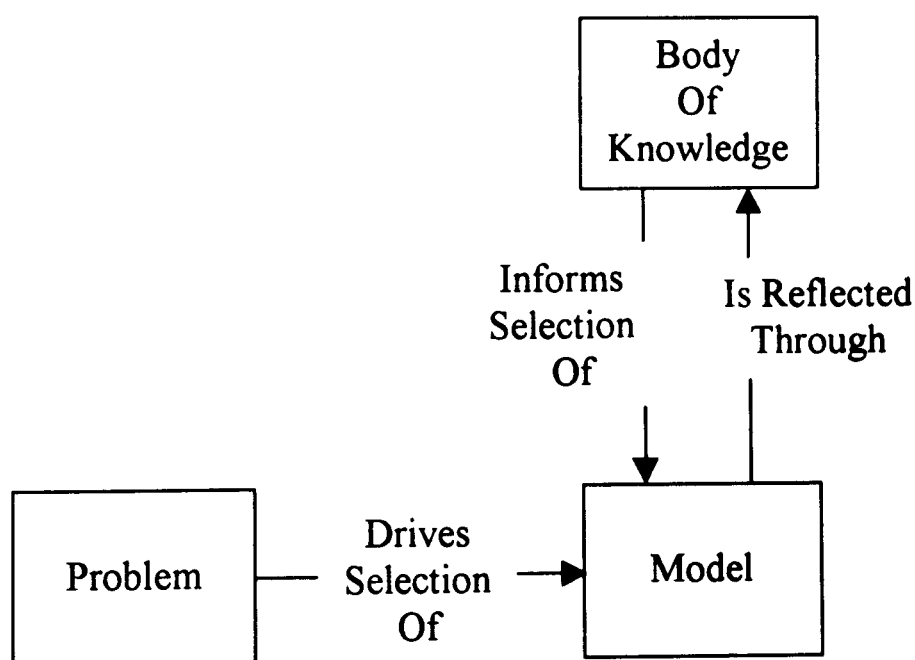 Body
Of
Knowledge
Informs
Selection
Of
Is Reflected
Through
Problem
Drives
Selection
Of
Model